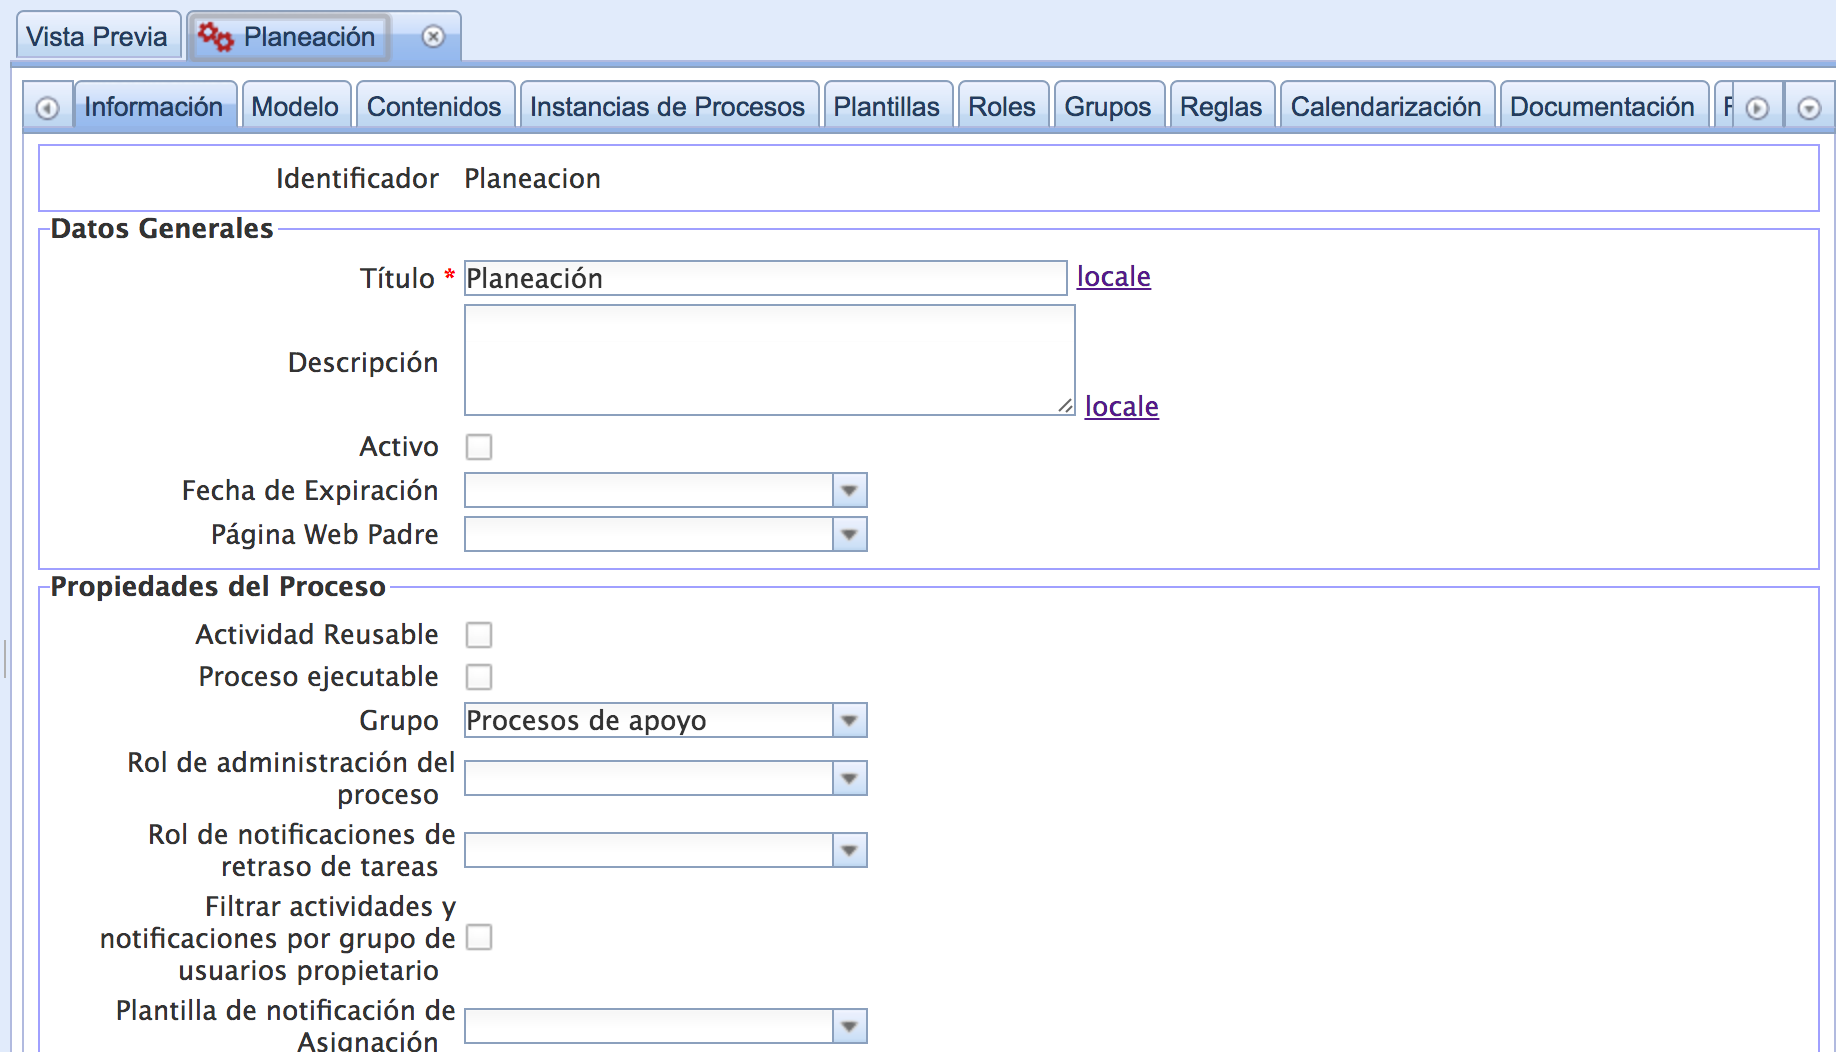 Vista Previa Planeación
Información Modelo Contenidos Instancias de Procesos Plantillas Roles Grupos Reglas Calendarización Documentación
Identificador Planeacion
Datos Generales
Título * Planeación locale
Descripción locale
Activo
Fecha de Expiración
Página Web Padre
Propiedades del Proceso
Actividad Reusable
Proceso ejecutable
Grupo Procesos de apoyo
Rol de administración del
proceso
Rol de notificaciones de
retraso de tareas
Filtrar actividades y
notificaciones por grupo de
usuarios propietario
Plantilla de notificación de
Asignación